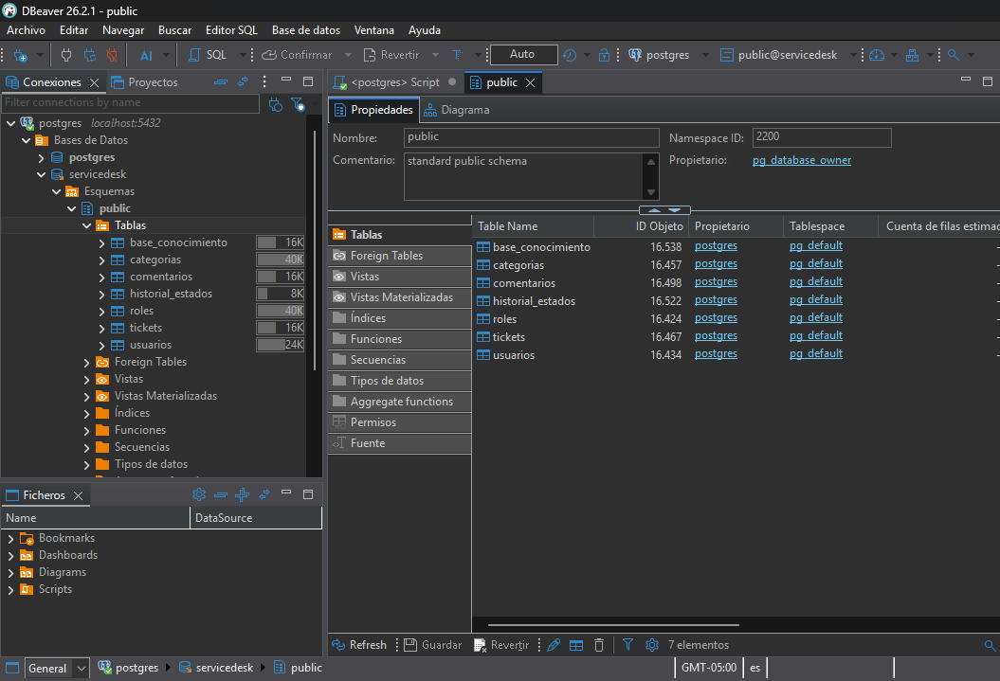 DBeaver 26.2.1 - public
Archivo Editar Navegar Buscar Editor SQL Base de datos Ventana Ayuda
AI SQL Confirmar Revertir T Auto postgres public@servicedesk
Conexiones Proyectos
Filter connections by name
postgres localhost:5432
Bases de Datos
postgres
servicedesk
Esquemas
public
Tablas
base_conocimiento 16K
categorias 40K
comentarios 16K
historial_estados 8K
roles 40K
tickets 16K
usuarios 24K
Foreign Tables
Vistas
Vistas Materializadas
Índices
Funciones
Secuencias
Tipos de datos
Ficheros
Name DataSource
Bookmarks
Dashboards
Diagrams
Scripts
<postgres> Script public
Propiedades Diagrama
Nombre: public Namespace ID: 2200
Comentario: standard public schema Propietario: pg_database_owner
Tablas
Foreign Tables
Vistas
Vistas Materializadas
Índices
Funciones
Secuencias
Tipos de datos
Aggregate functions
Permisos
Fuente
Table Name ID Objeto Propietario Tablespace Cuenta de filas estimad
base_conocimiento 16.538 postgres pg_default
categorias 16.457 postgres pg_default
comentarios 16.498 postgres pg_default
historial_estados 16.522 postgres pg_default
roles 16.424 postgres pg_default
tickets 16.467 postgres pg_default
usuarios 16.434 postgres pg_default
Refresh Guardar Revertir 7 elementos
General postgres servicedesk public GMT-05:00 es